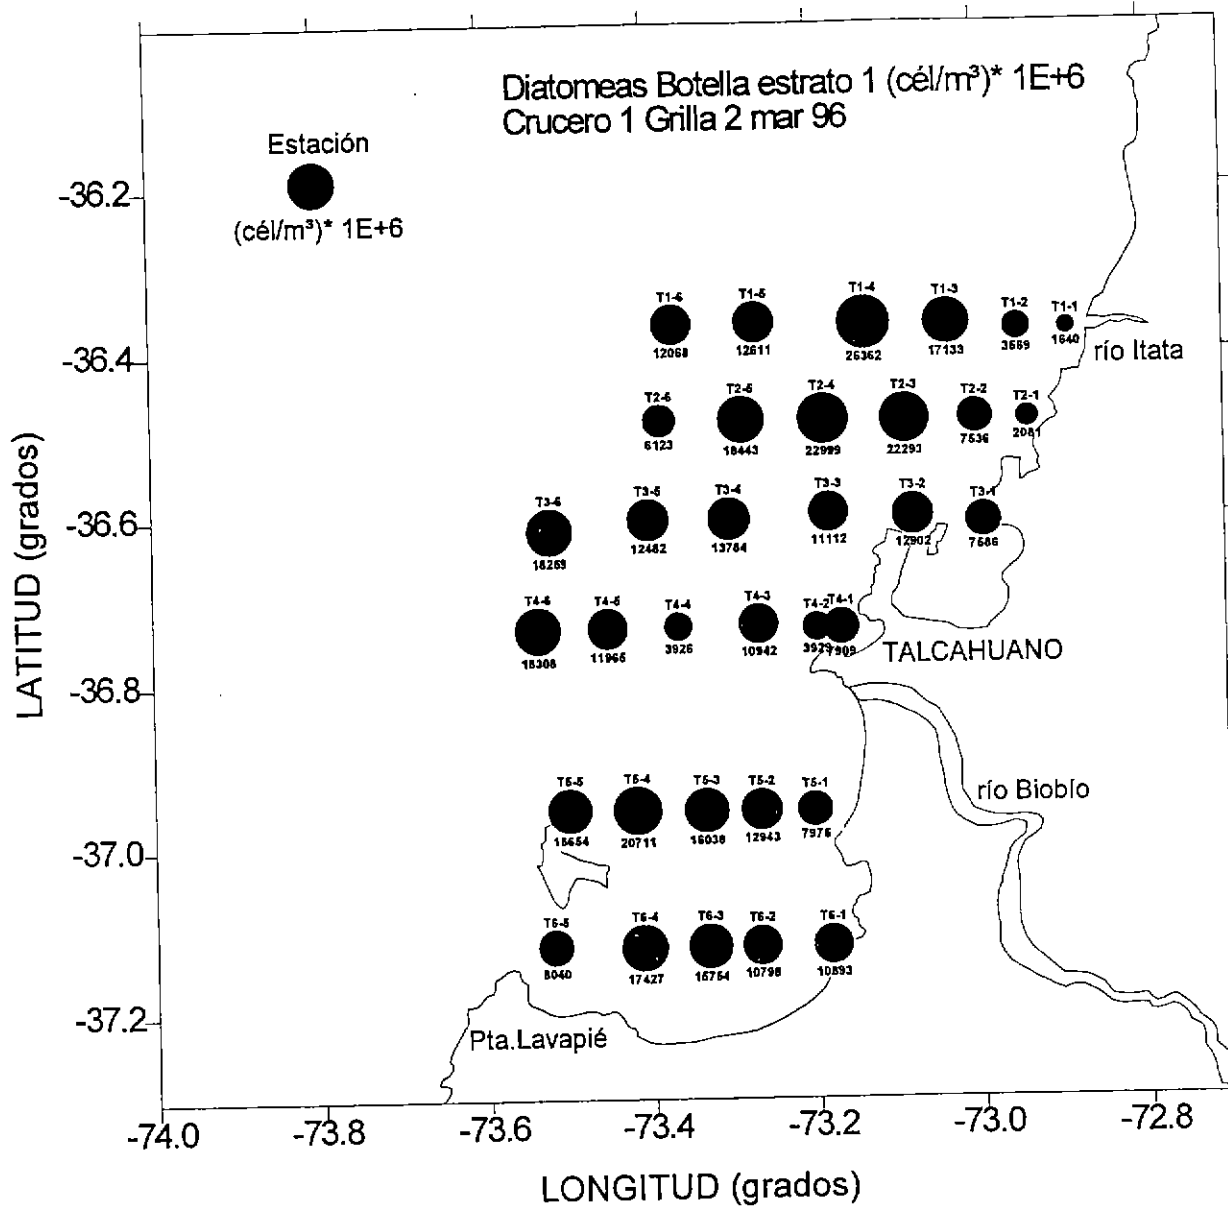 Diatomeas Botella estrato 1 (cél/m³)* 1E+6
Crucero 1 Grilla 2 mar 96
Estación
(cél/m³)* 1E+6
-36.2
-36.4
-36.6
-36.8
-37.0
-37.2
LATITUD (grados)
T1-6 T1-5 T1-4 T1-3 T1-2 T1-1
12068 12611 26362 17133 3669 1640
río Itata
T2-6 T2-5 T2-4 T2-3 T2-2 T2-1
6123 18443 22999 22293 7536 2081
T3-6 T3-5 T3-4 T3-3 T3-2 T3-1
16269 12482 13764 11112 12902 7686
T4-6 T4-5 T4-4 T4-3 T4-2 T4-1
18308 11965 3926 10942 3929 7909
TALCAHUANO
río Biobío
T5-5 T5-4 T5-3 T5-2 T5-1
16654 20711 16038 12943 7976
T6-5 T6-4 T6-3 T6-2 T6-1
8040 17427 16764 10798 10893
Pta.Lavapié
-74.0 -73.8 -73.6 -73.4 -73.2 -73.0 -72.8
LONGITUD (grados)